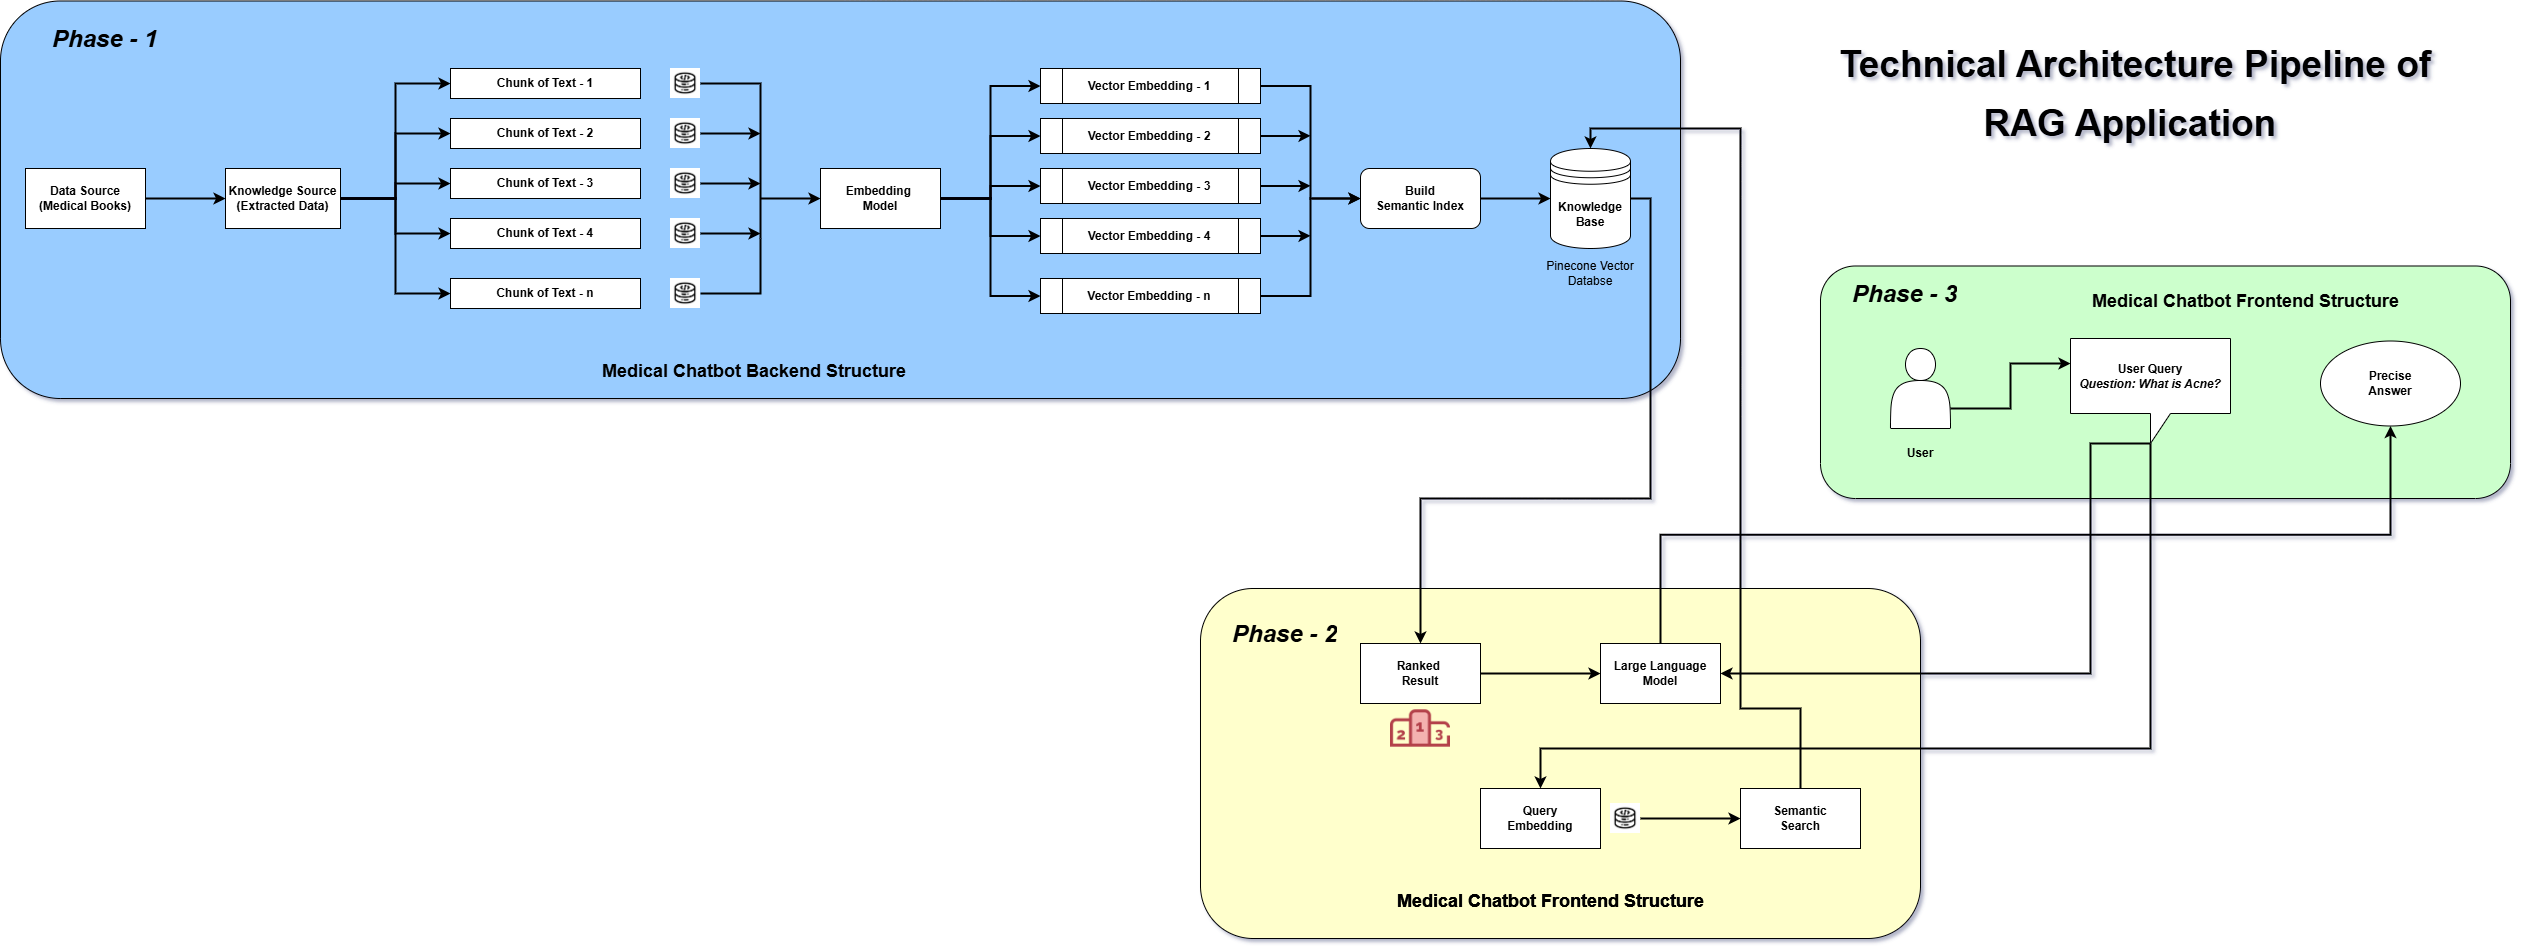 Phase - 1
Technical Architecture Pipeline of
RAG Application
Data Source
(Medical Books)
Knowledge Source
(Extracted Data)
Chunk of Text - 1
Chunk of Text - 2
Chunk of Text - 3
Chunk of Text - 4
Chunk of Text - n
Embedding
Model
Vector Embedding - 1
Vector Embedding - 2
Vector Embedding - 3
Vector Embedding - 4
Vector Embedding - n
Build
Semantic Index
Knowledge
Base
Pinecone Vector
Databse
Medical Chatbot Backend Structure
Phase - 3
Medical Chatbot Frontend Structure
User
User Query
Question: What is Acne?
Precise
Answer
Phase - 2
Ranked
Result
2 1 3
Large Language
Model
Query
Embedding
Semantic
Search
Medical Chatbot Frontend Structure